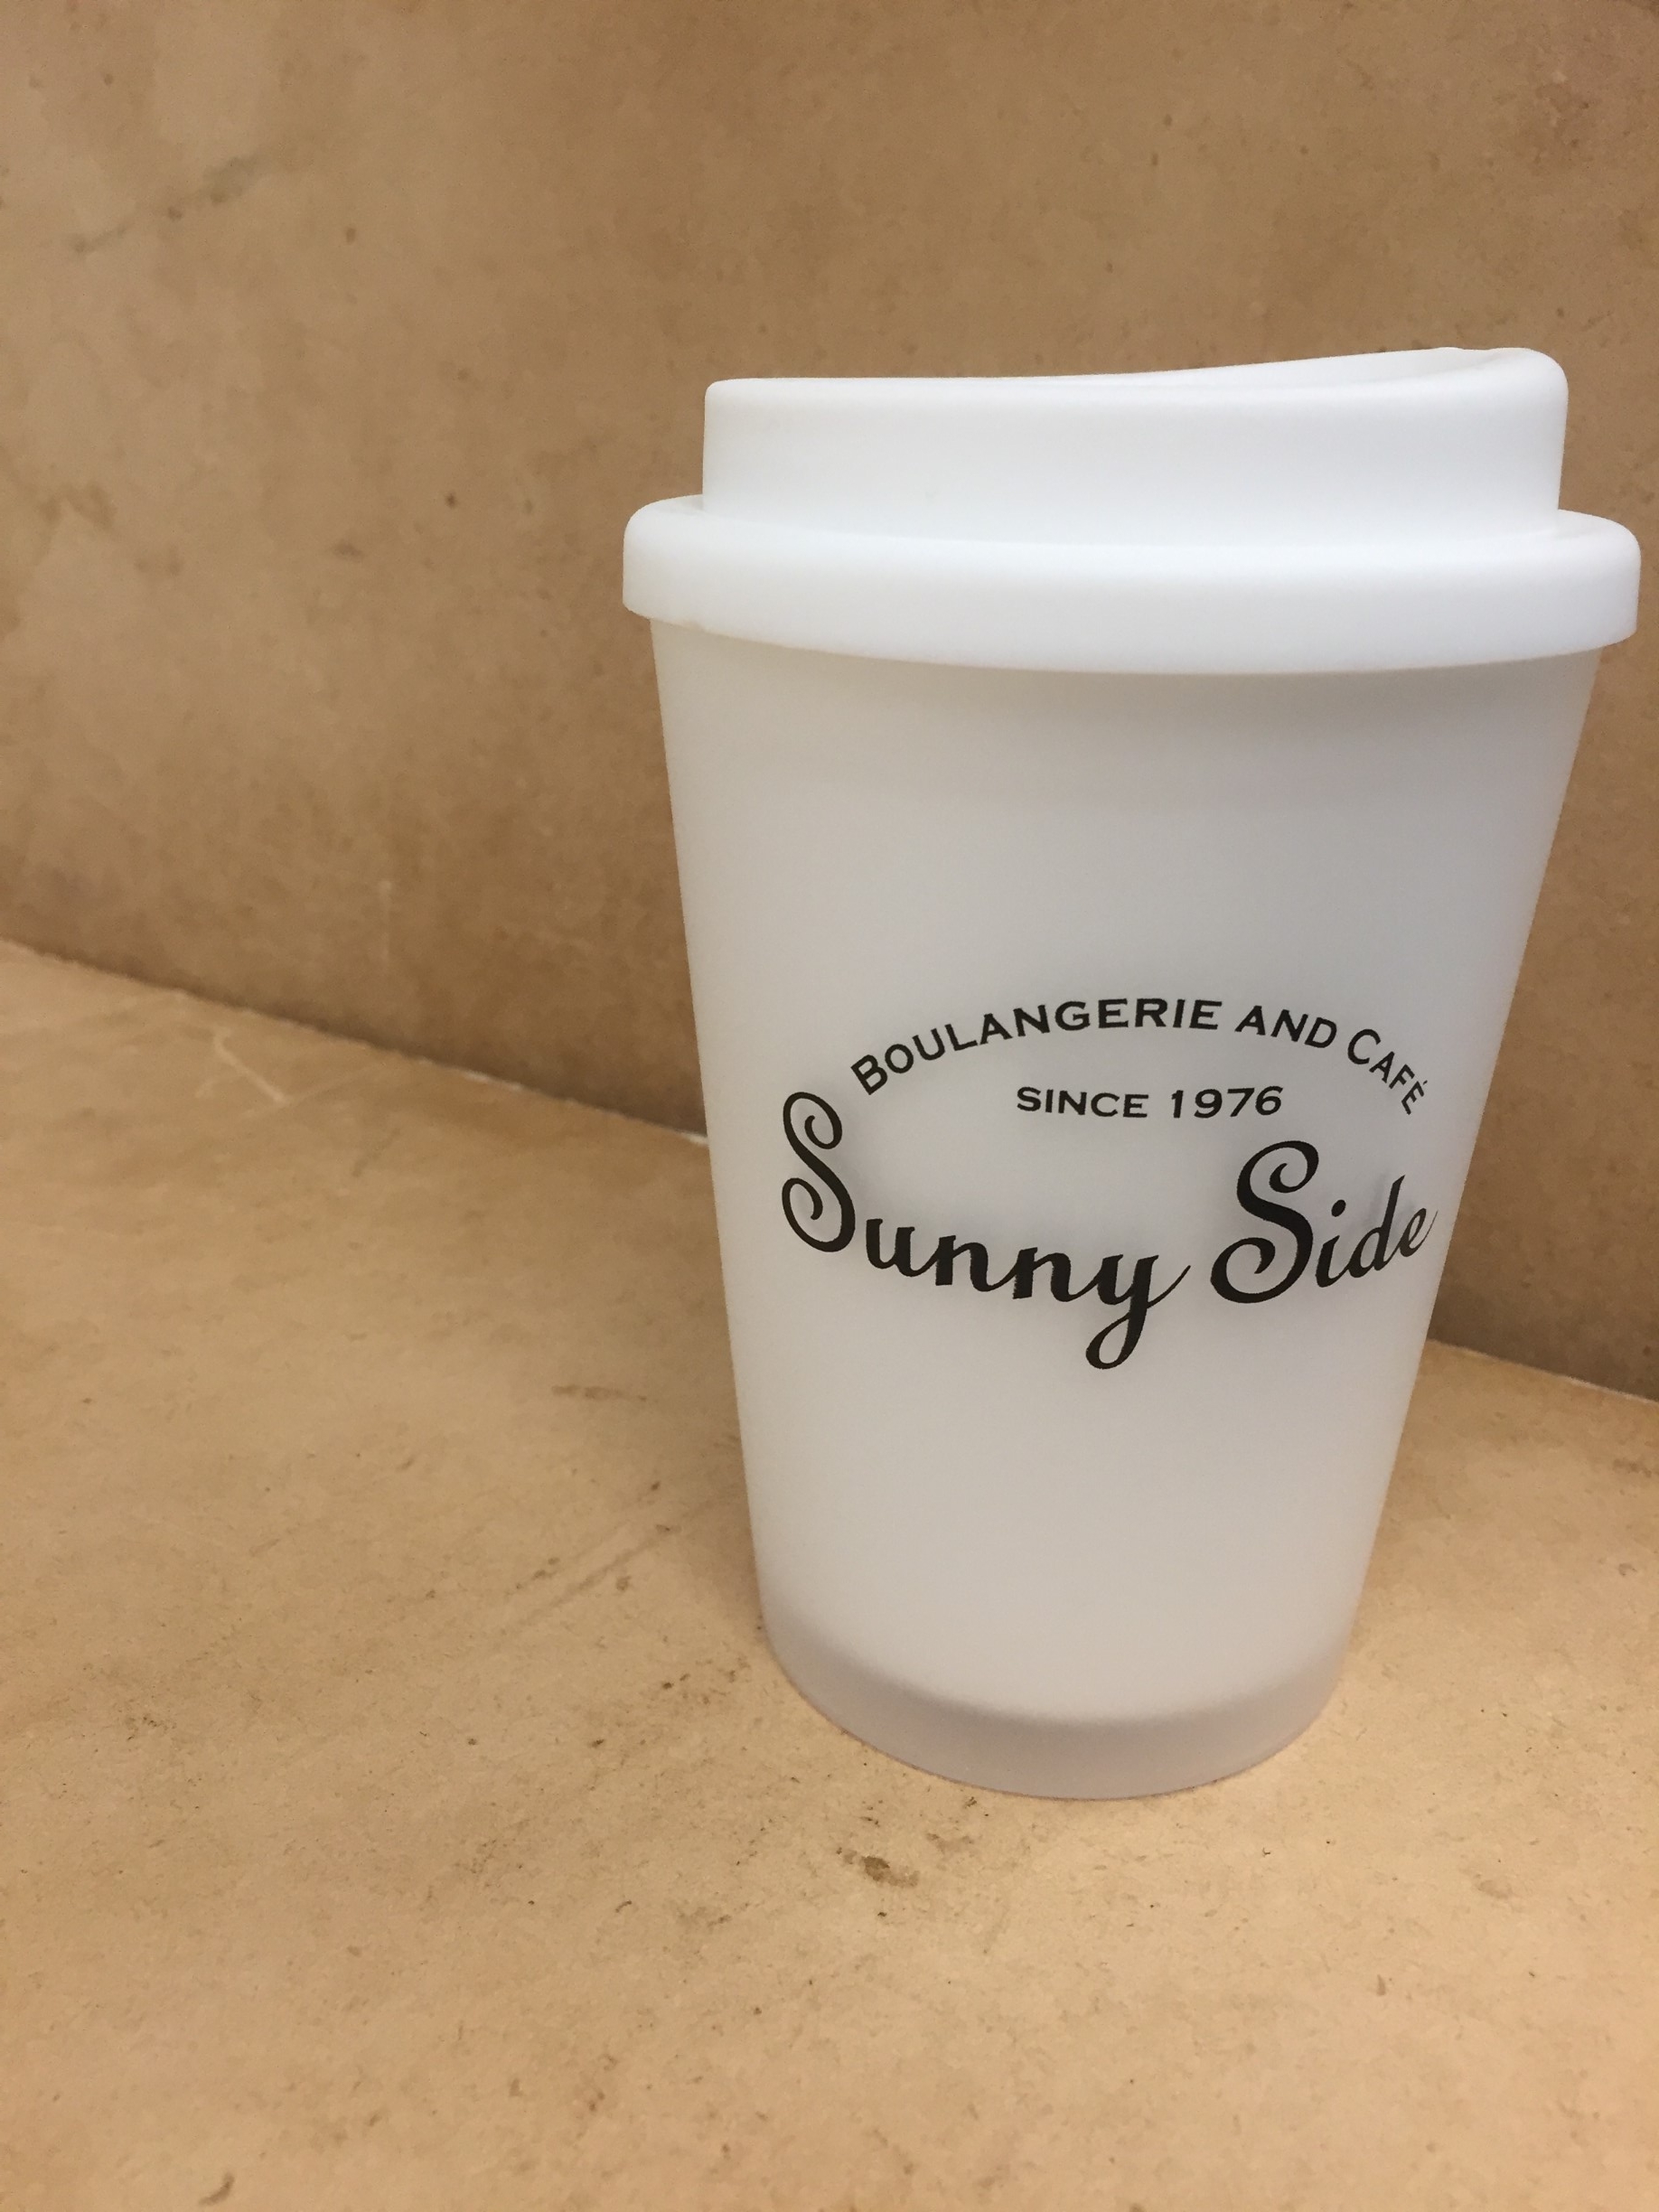 BOULANGERIE AND CAFÉ
SINCE 1976
Sunny Side